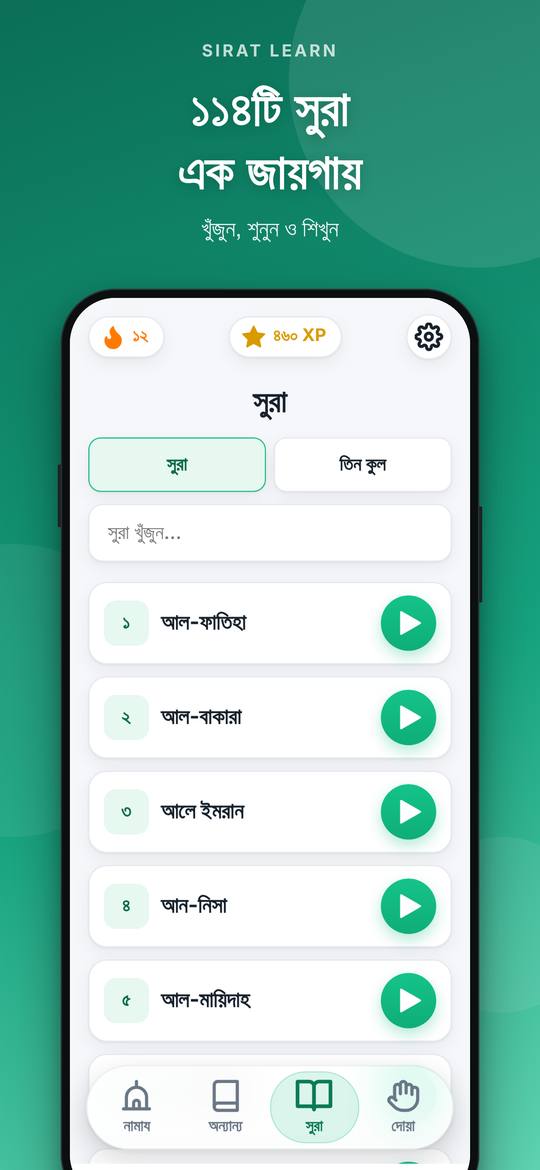 SIRAT LEARN
১১৪টি সুরা
এক জায়গায়
খুঁজুন, শুনুন ও শিখুন
১২
৪৬০ XP
সুরা
সুরা
তিন কুল
সুরা খুঁজুন...
১
আল-ফাতিহা
২
আল-বাকারা
৩
আলে ইমরান
৪
আন-নিসা
৫
আল-মায়িদাহ
নামায
অন্যান্য
সুরা
দোয়া